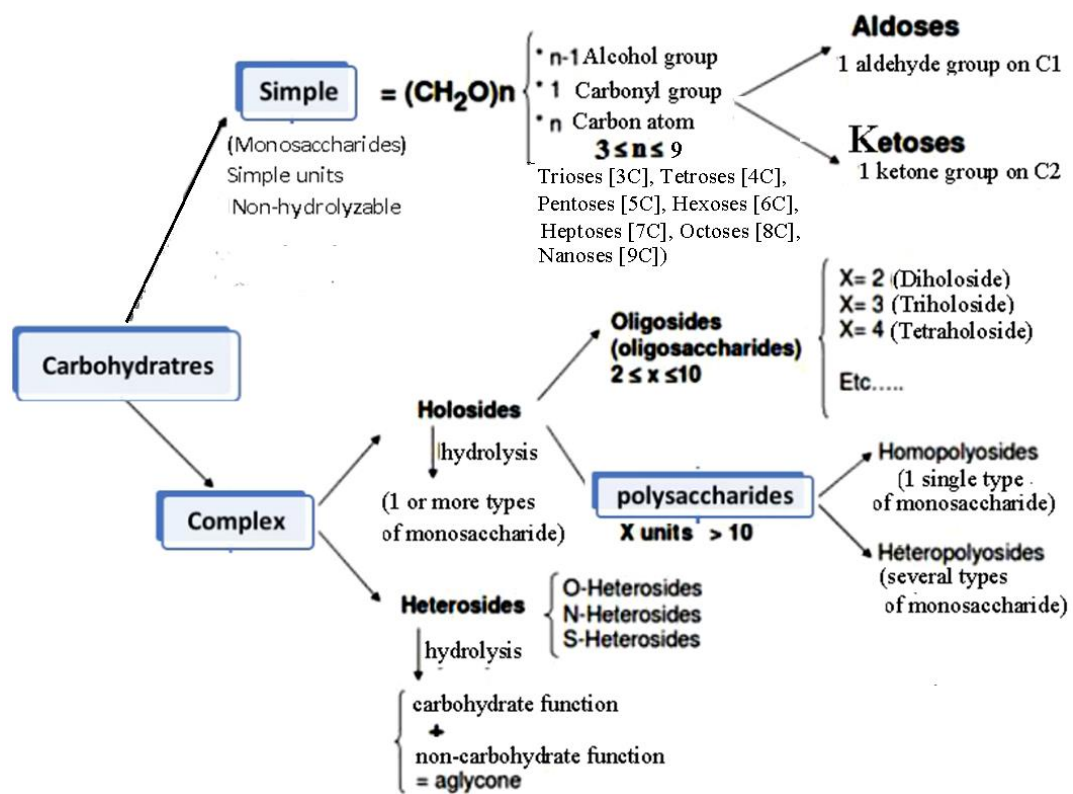 Simple
= (CH₂O)n
* n-1 Alcohol group
* 1 Carbonyl group
* n Carbon atom
3 ≤ n ≤ 9
Aldoses
1 aldehyde group on C1
Ketoses
1 ketone group on C2
(Monosaccharides)
Simple units
Non-hydrolyzable
Trioses [3C], Tetroses [4C],
Pentoses [5C], Hexoses [6C],
Heptoses [7C], Octoses [8C],
Nanoses [9C])
Carbohydratres
Complex
Holosides
hydrolysis
(1 or more types
of monosaccharide)
Oligosides
(oligosaccharides)
2 ≤ x ≤10
X= 2 (Diholoside)
X= 3 (Triholoside)
X= 4 (Tetraholoside)
Etc.....
polysaccharides
X units > 10
Homopolyosides
(1 single type
of monosaccharide)
Héteropolyosides
(several types
of monosaccharide)
Heterosides
O-Heterosides
N-Heterosides
S-Heterosides
hydrolysis
carbohydrate function
+
non-carbohydrate function
= aglycone